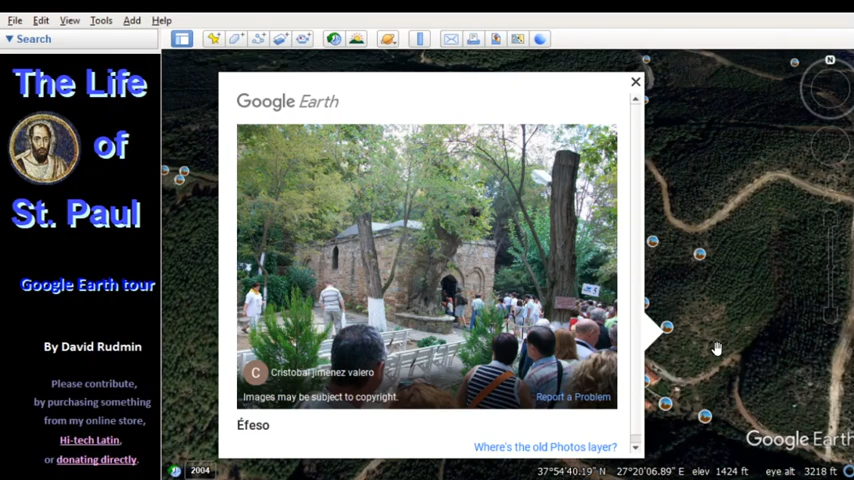 File Edit View Tools Add Help
Search
The Life
of
St. Paul
Google Earth tour
By David Rudmin
Please contribute,
by purchasing something
from my online store,
Hi-tech Latin,
or donating directly.
Google Earth
C Cristobal jimenez valero
Images may be subject to copyright.
Report a Problem
Éfeso
Where's the old Photos layer?
N
Google Earth
2004
37°54'40.19" N 27°20'06.89" E elev 1424 ft eye alt 3218 ft